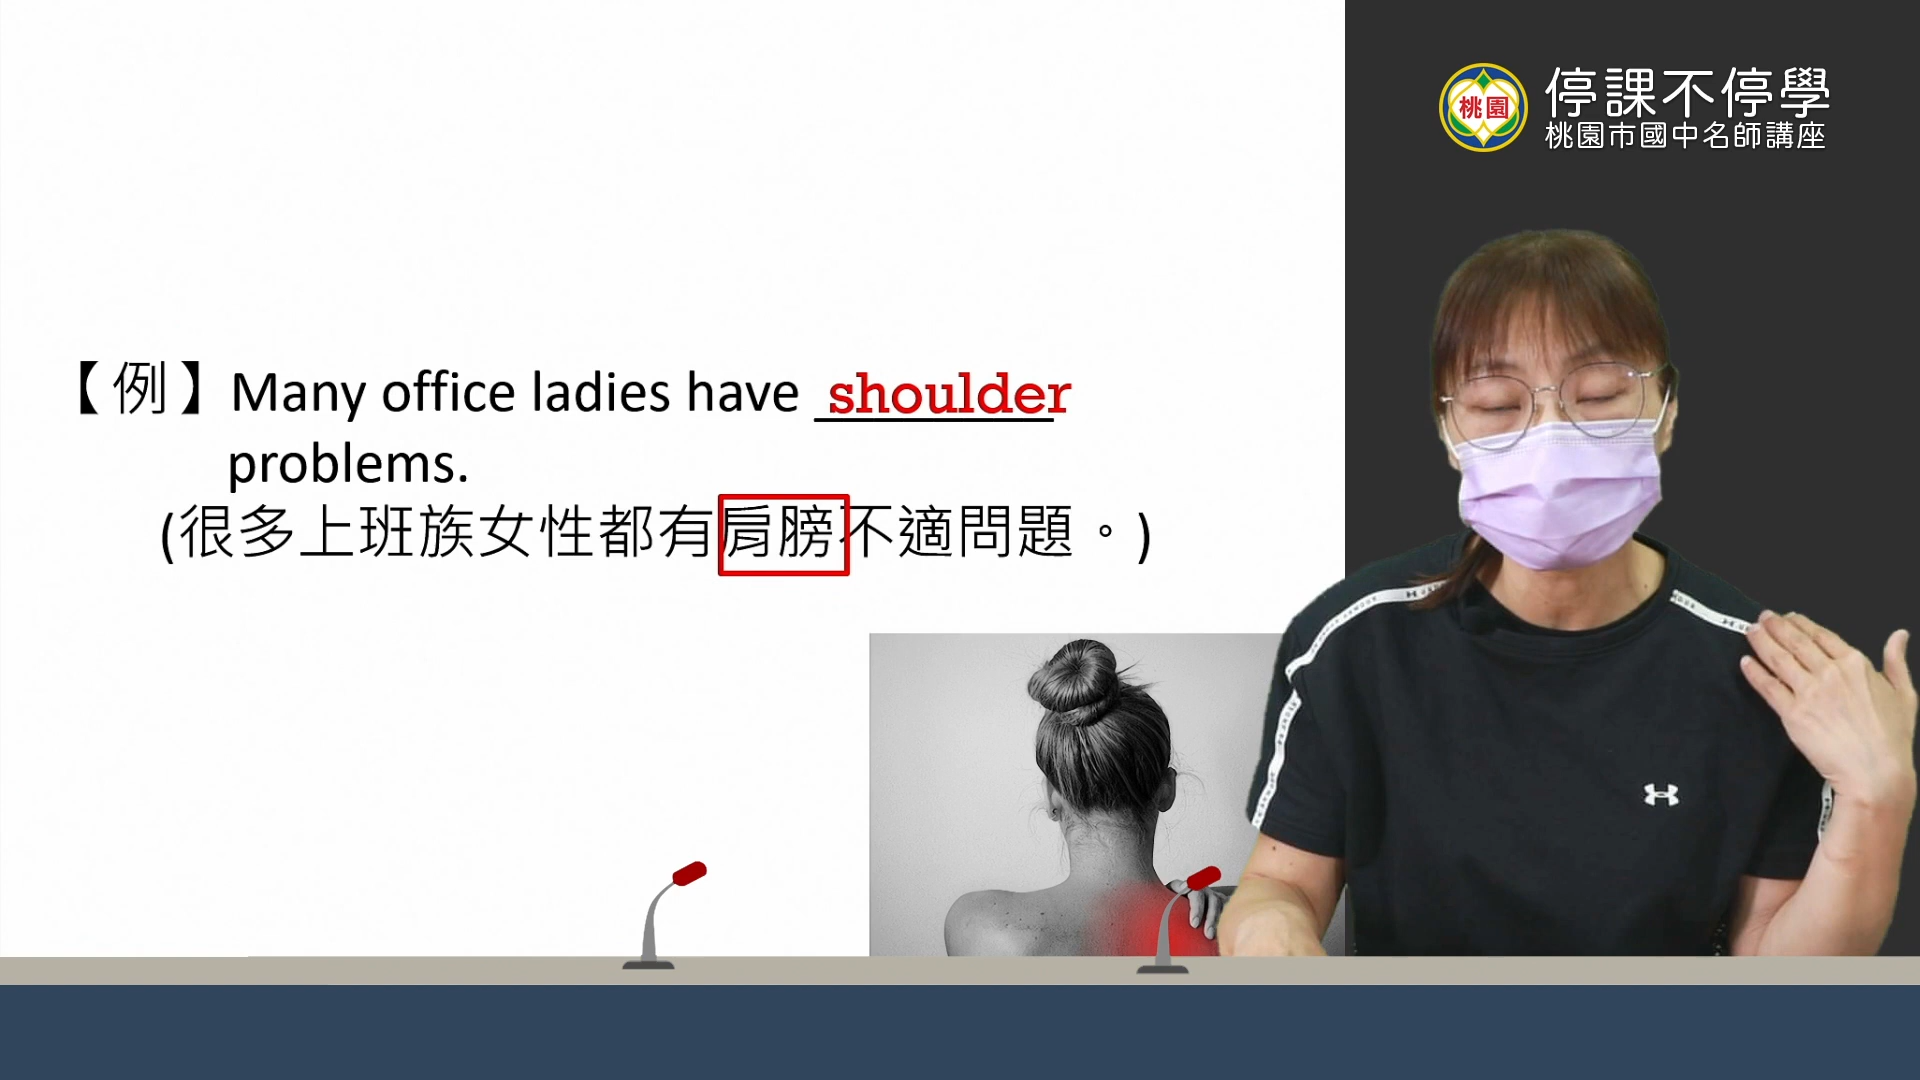 停課不停學
桃園市國中名師講座
桃園
【例】Many office ladies have shoulder
problems.
(很多上班族女性都有肩膀不適問題。)